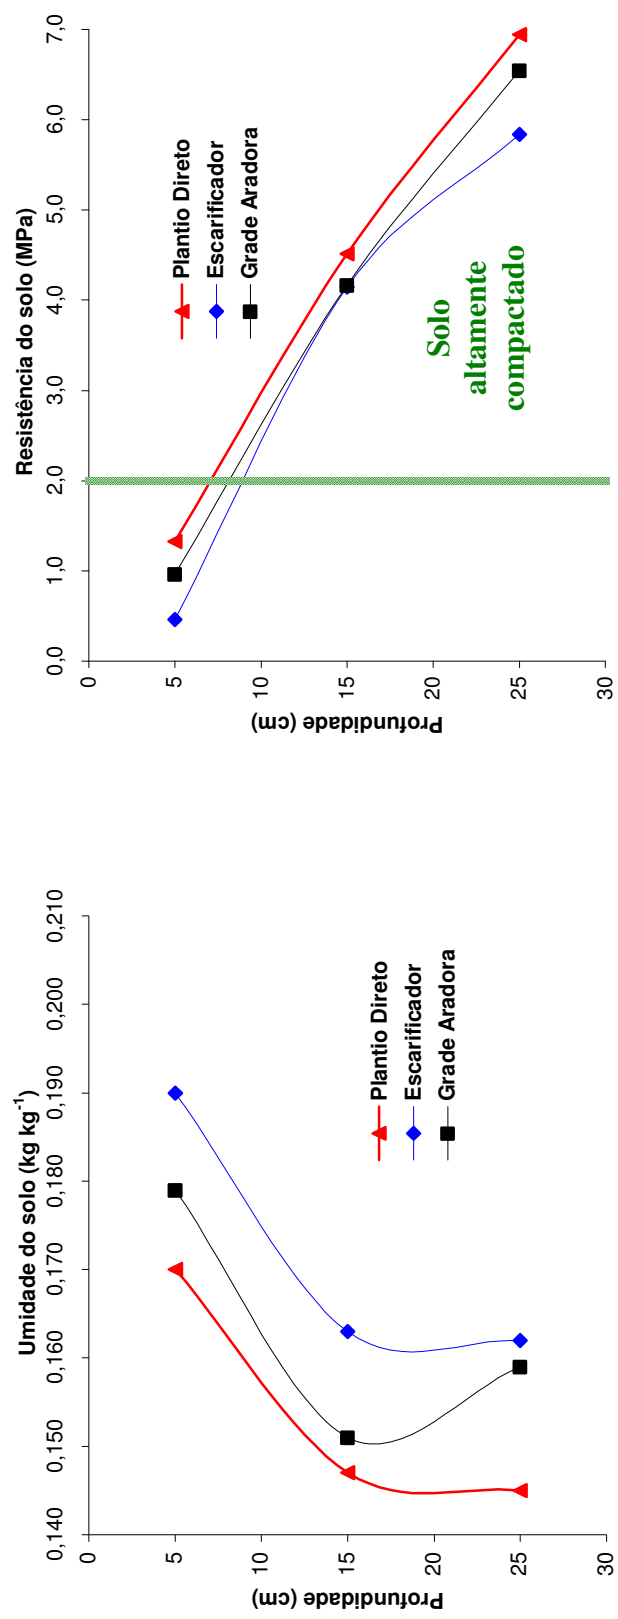 Umidade do solo (kg kg⁻¹)
0,140 0,150 0,160 0,170 0,180 0,190 0,200 0,210
0
5
10
15
20
25
30
Profundidade (cm)
Plantio Direto
Escarificador
Grade Aradora
Resistência do solo (MPa)
0,0 1,0 2,0 3,0 4,0 5,0 6,0 7,0
0
5
10
15
20
25
30
Profundidade (cm)
Plantio Direto
Escarificador
Grade Aradora
Solo
altamente
compactado